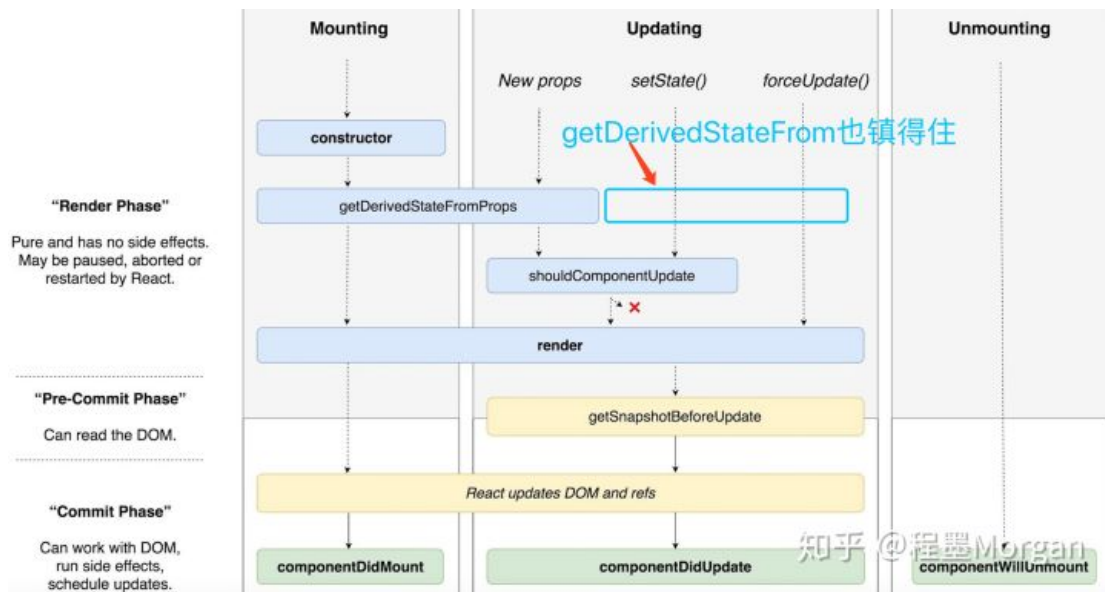 Mounting
Updating
Unmounting
New props
setState()
forceUpdate()
getDerivedStateFrom也镇得住
constructor
“Render Phase”
Pure and has no side effects.
May be paused, aborted or
restarted by React.
getDerivedStateFromProps
shouldComponentUpdate
render
“Pre-Commit Phase”
Can read the DOM.
getSnapshotBeforeUpdate
React updates DOM and refs
“Commit Phase”
Can work with DOM,
run side effects,
schedule updates.
componentDidMount
componentDidUpdate
componentWillUnmount
知乎 @程墨Morgan